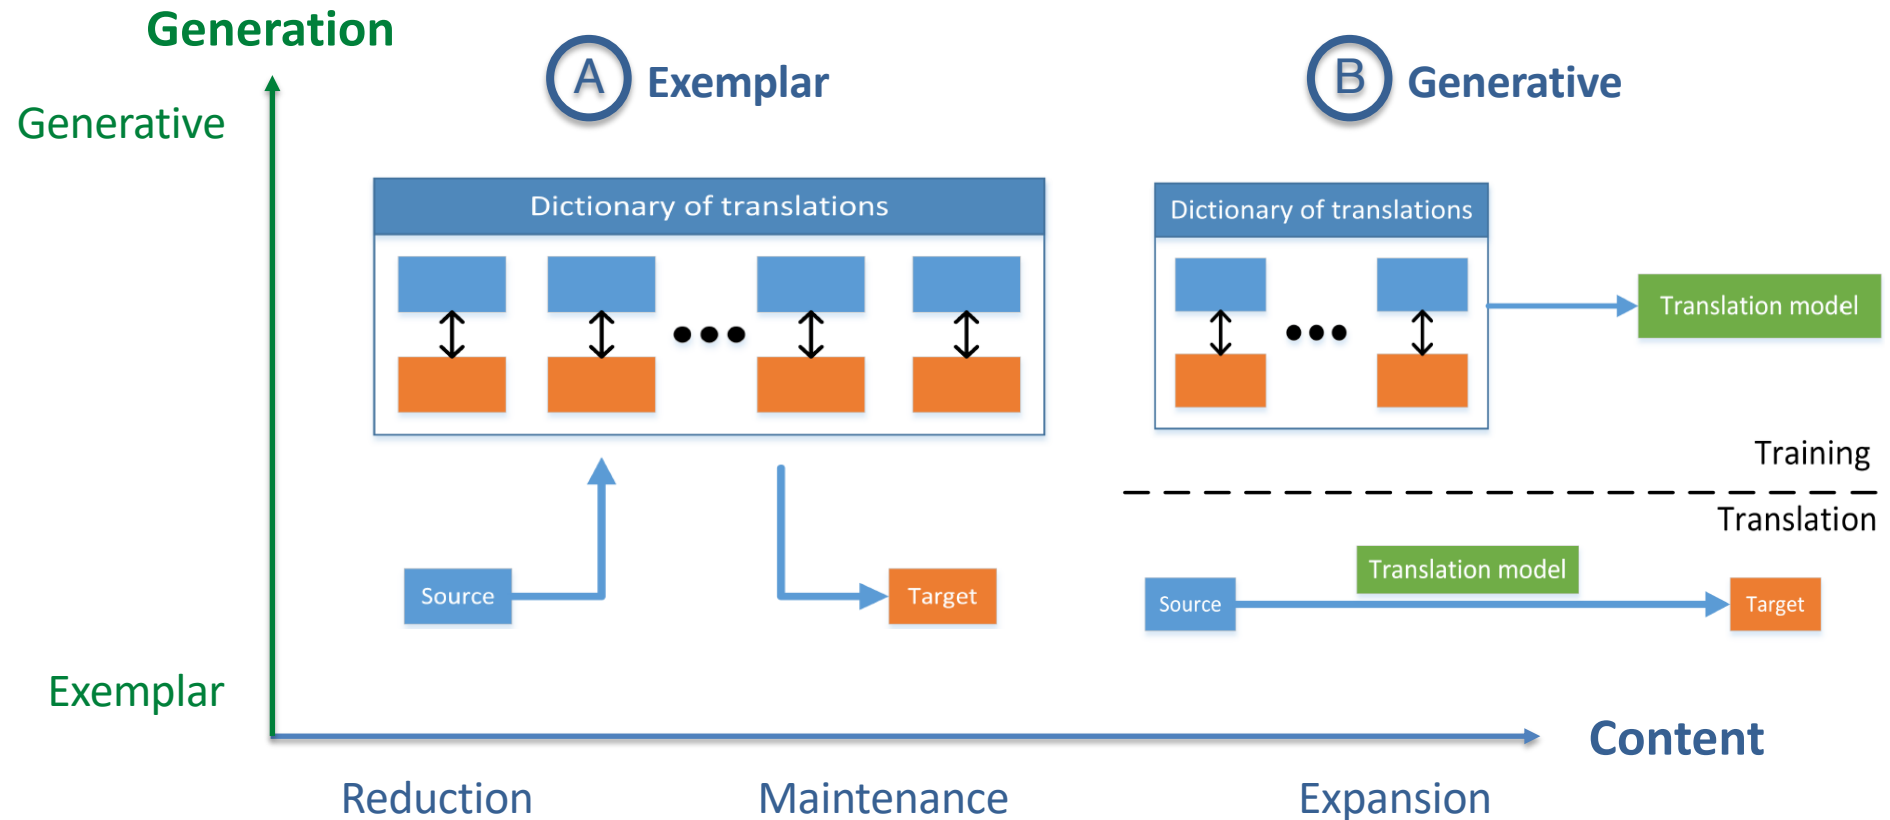 Generation
A Exemplar
B Generative
Generative
Dictionary of translations
Dictionary of translations
Translation model
Training
Translation
Translation model
Source
Target
Source
Target
Exemplar
Content
Reduction
Maintenance
Expansion